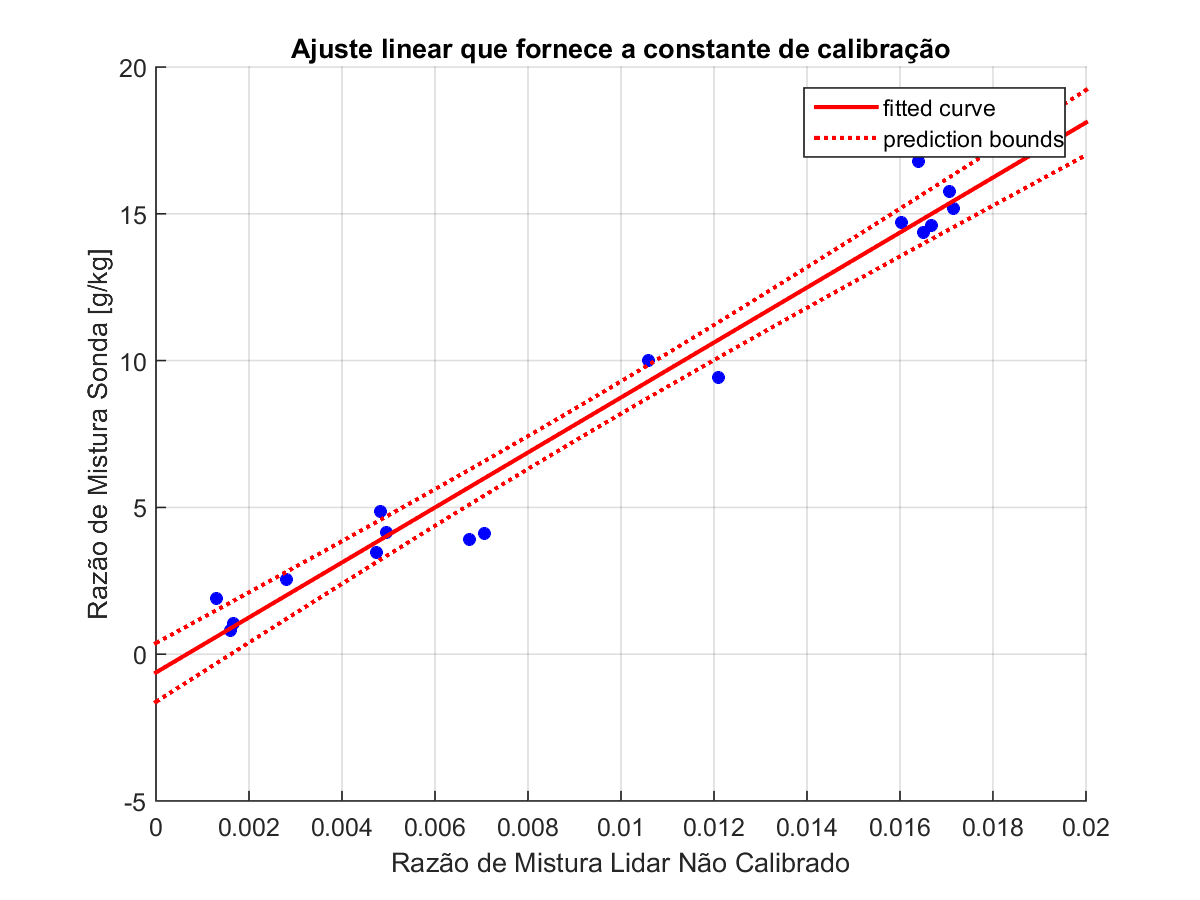 Ajuste linear que fornece a constante de calibração
fitted curve
prediction bounds
20
15
10
5
0
-5
Razão de Mistura Sonda [g/kg]
0 0.002 0.004 0.006 0.008 0.01 0.012 0.014 0.016 0.018 0.02
Razão de Mistura Lidar Não Calibrado